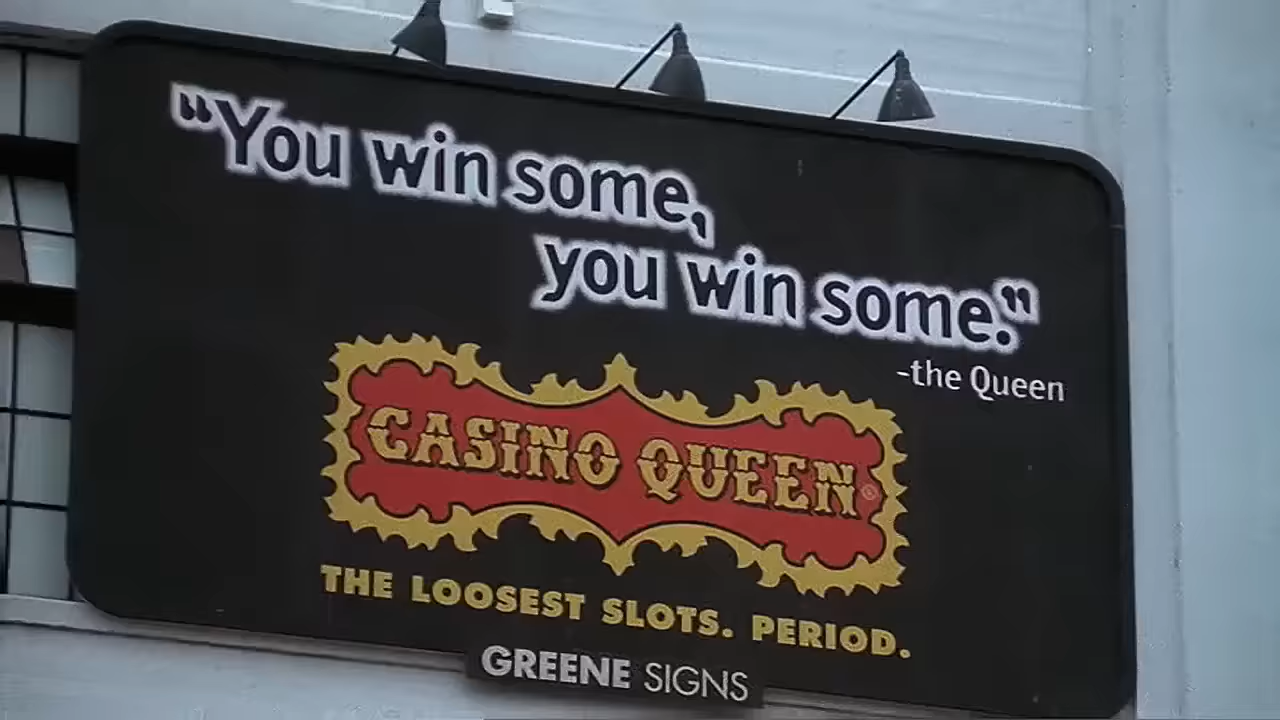 “You win some,
you win some.”
-the Queen
CASINO QUEEN®
THE LOOSEST SLOTS. PERIOD.
GREENE SIGNS